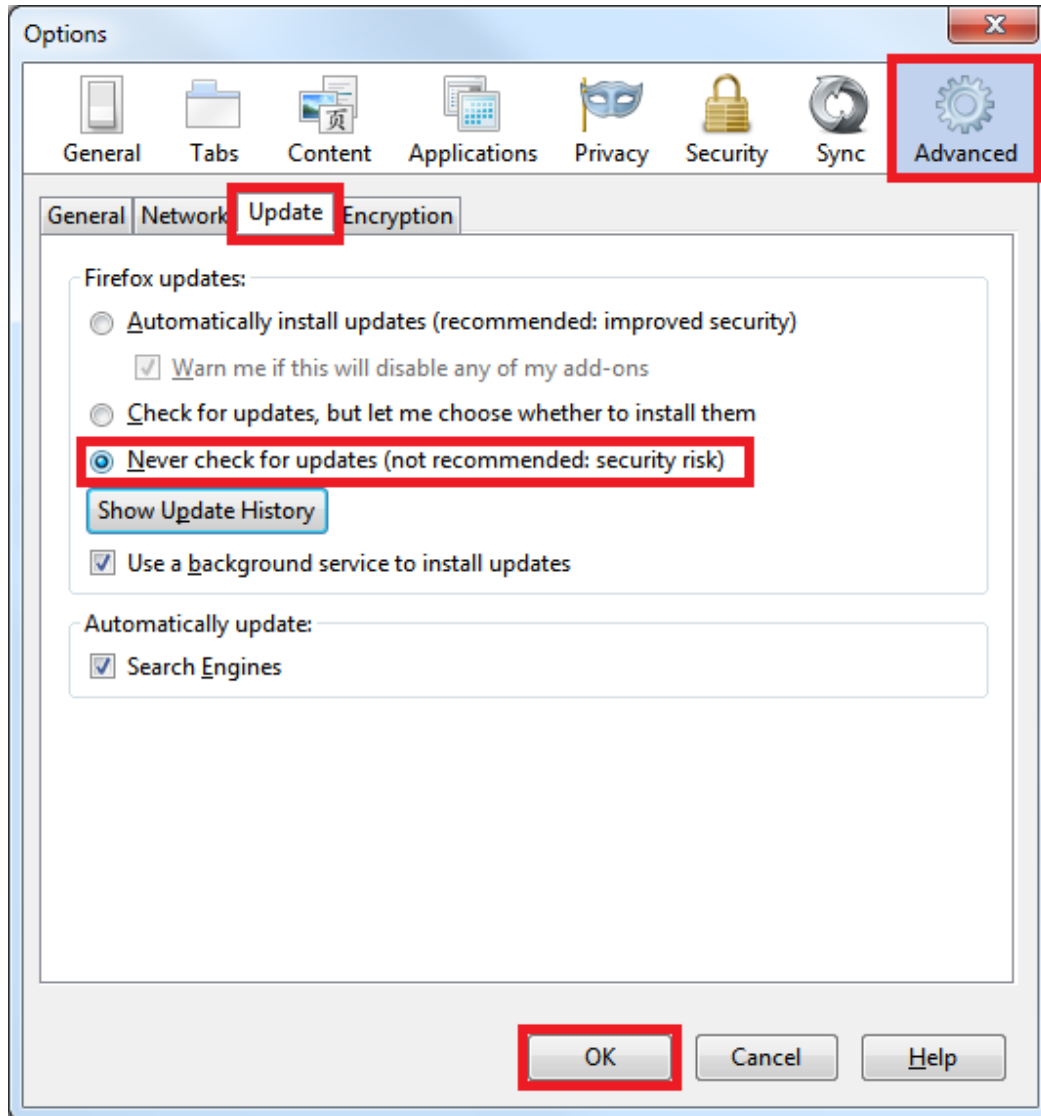 Options
页
General Tabs Content Applications Privacy Security Sync Advanced
General Network Update Encryption
Firefox updates:
Automatically install updates (recommended: improved security)
Warn me if this will disable any of my add-ons
Check for updates, but let me choose whether to install them
Never check for updates (not recommended: security risk)
Show Update History
Use a background service to install updates
Automatically update:
Search Engines
OK Cancel Help